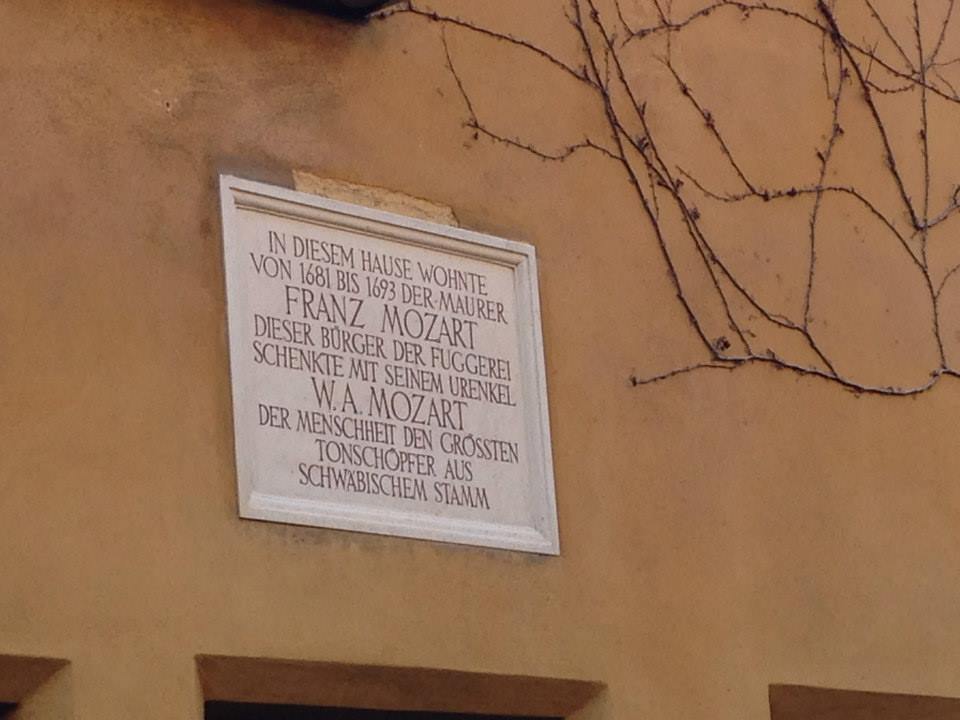 IN DIESEM HAUSE WOHNTE
VON 1681 BIS 1693 DER MAURER
FRANZ MOZART
DIESER BÜRGER DER FUGGEREI
SCHENKTE MIT SEINEM URENKEL
W. A. MOZART
DER MENSCHHEIT DEN GRÖSSTEN
TONSCHÖPFER AUS
SCHWÄBISCHEM STAMM